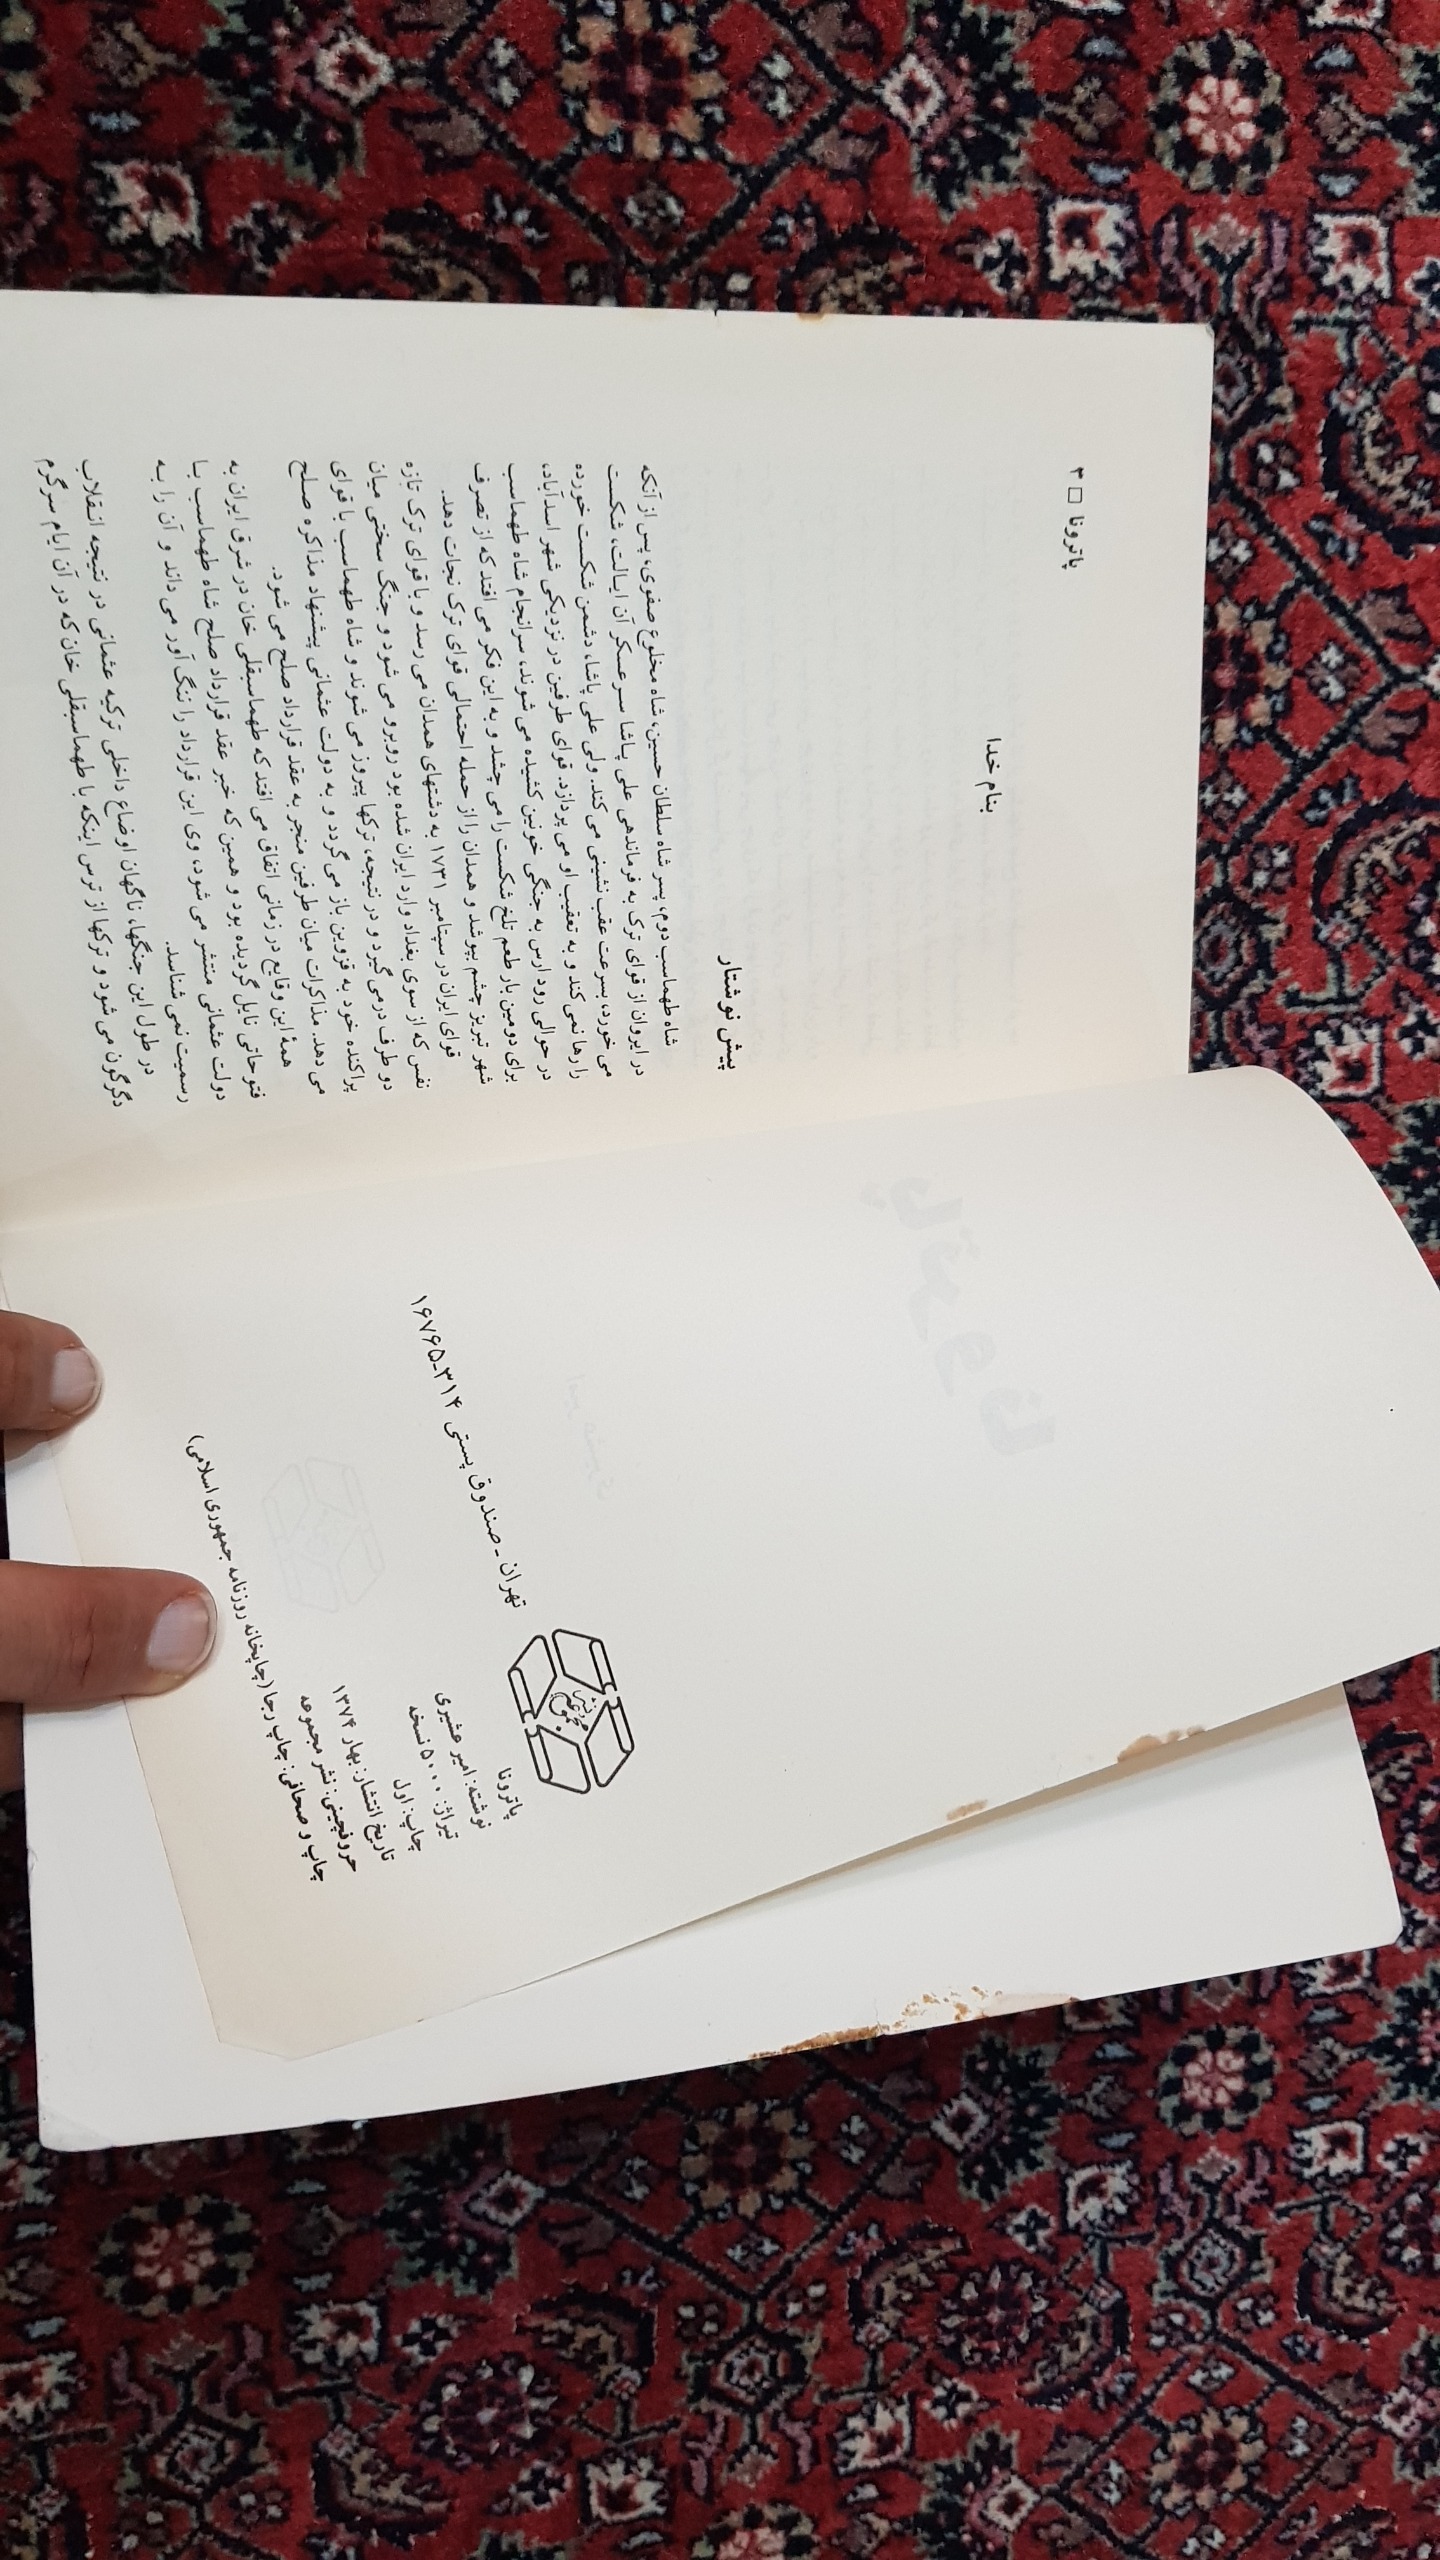 تهران - صندوق پستی ۳۱۴-۱۶۷۶۵
نشر
مجموعه
پاترونا
نوشته: امیر عشیری
تیراژ: ۵۰۰۰ نسخه
چاپ: اول
تاریخ انتشار: بهار ۱۳۷۴
حروفچینی: نشر مجموعه
چاپ و صحافی: چاپ رجا (چاپخانه روزنامه جمهوری اسلامی)
پاترونا □ ۳
بنام خدا
پیش نوشتار
شاه طهماسب دوم، پسر شاه سلطان حسین، شاه مخلوع صفوی، پس از آنکه
در ایروان از قوای ترک به فرماندهی علی پاشا سرعسکر آن ایالت، شکست
می خورد، بسرعت عقب نشینی می کند. ولی علی پاشا، دشمن شکست خورده
را رها نمی کند و به تعقیب او می پردازد. قوای طرفین در نزدیکی شهر اسدآباد،
در حوالی رود ارس به جنگی خونین کشیده می شوند، سرانجام شاه طهماسب
برای دومین بار طعم تلخ شکست را می چشد و به این فکر می افتد که از تصرف
شهر تبریز چشم بپوشد و همدان را از حمله احتمالی قوای ترک نجات دهد.
قوای ایران در سپتامبر ۱۷۳۱ به دشتهای همدان می رسد و با قوای ترک تازه
نفس که از سوی بغداد وارد ایران شده بود روبرو می شود و جنگ سختی میان
دو طرف درمی گیرد و در نتیجه، ترکها پیروز می شوند و شاه طهماسب با قوای
پراکنده خود به قزوین باز می گردد و به دولت عثمانی پیشنهاد مذاکره صلح
می دهد. مذاکرات میان طرفین منجر به عقد قرارداد صلح می شود.
همهٔ این وقایع در زمانی اتفاق می افتد که طهماسبقلی خان در شرق ایران به
فتوحاتی نایل گردیده بود و همین که خبر عقد قرارداد صلح شاه طهماسب با
دولت عثمانی منتشر می شود، وی این قرارداد را ننگ آور می داند و آن را به
رسمیت نمی شناسد.
در طول این جنگها، ناگهان اوضاع داخلی ترکیه عثمانی در نتیجه انقلاب
دگرگون می شود و ترکها از ترس اینکه با طهماسبقلی خان که در آن ایام سرگرم